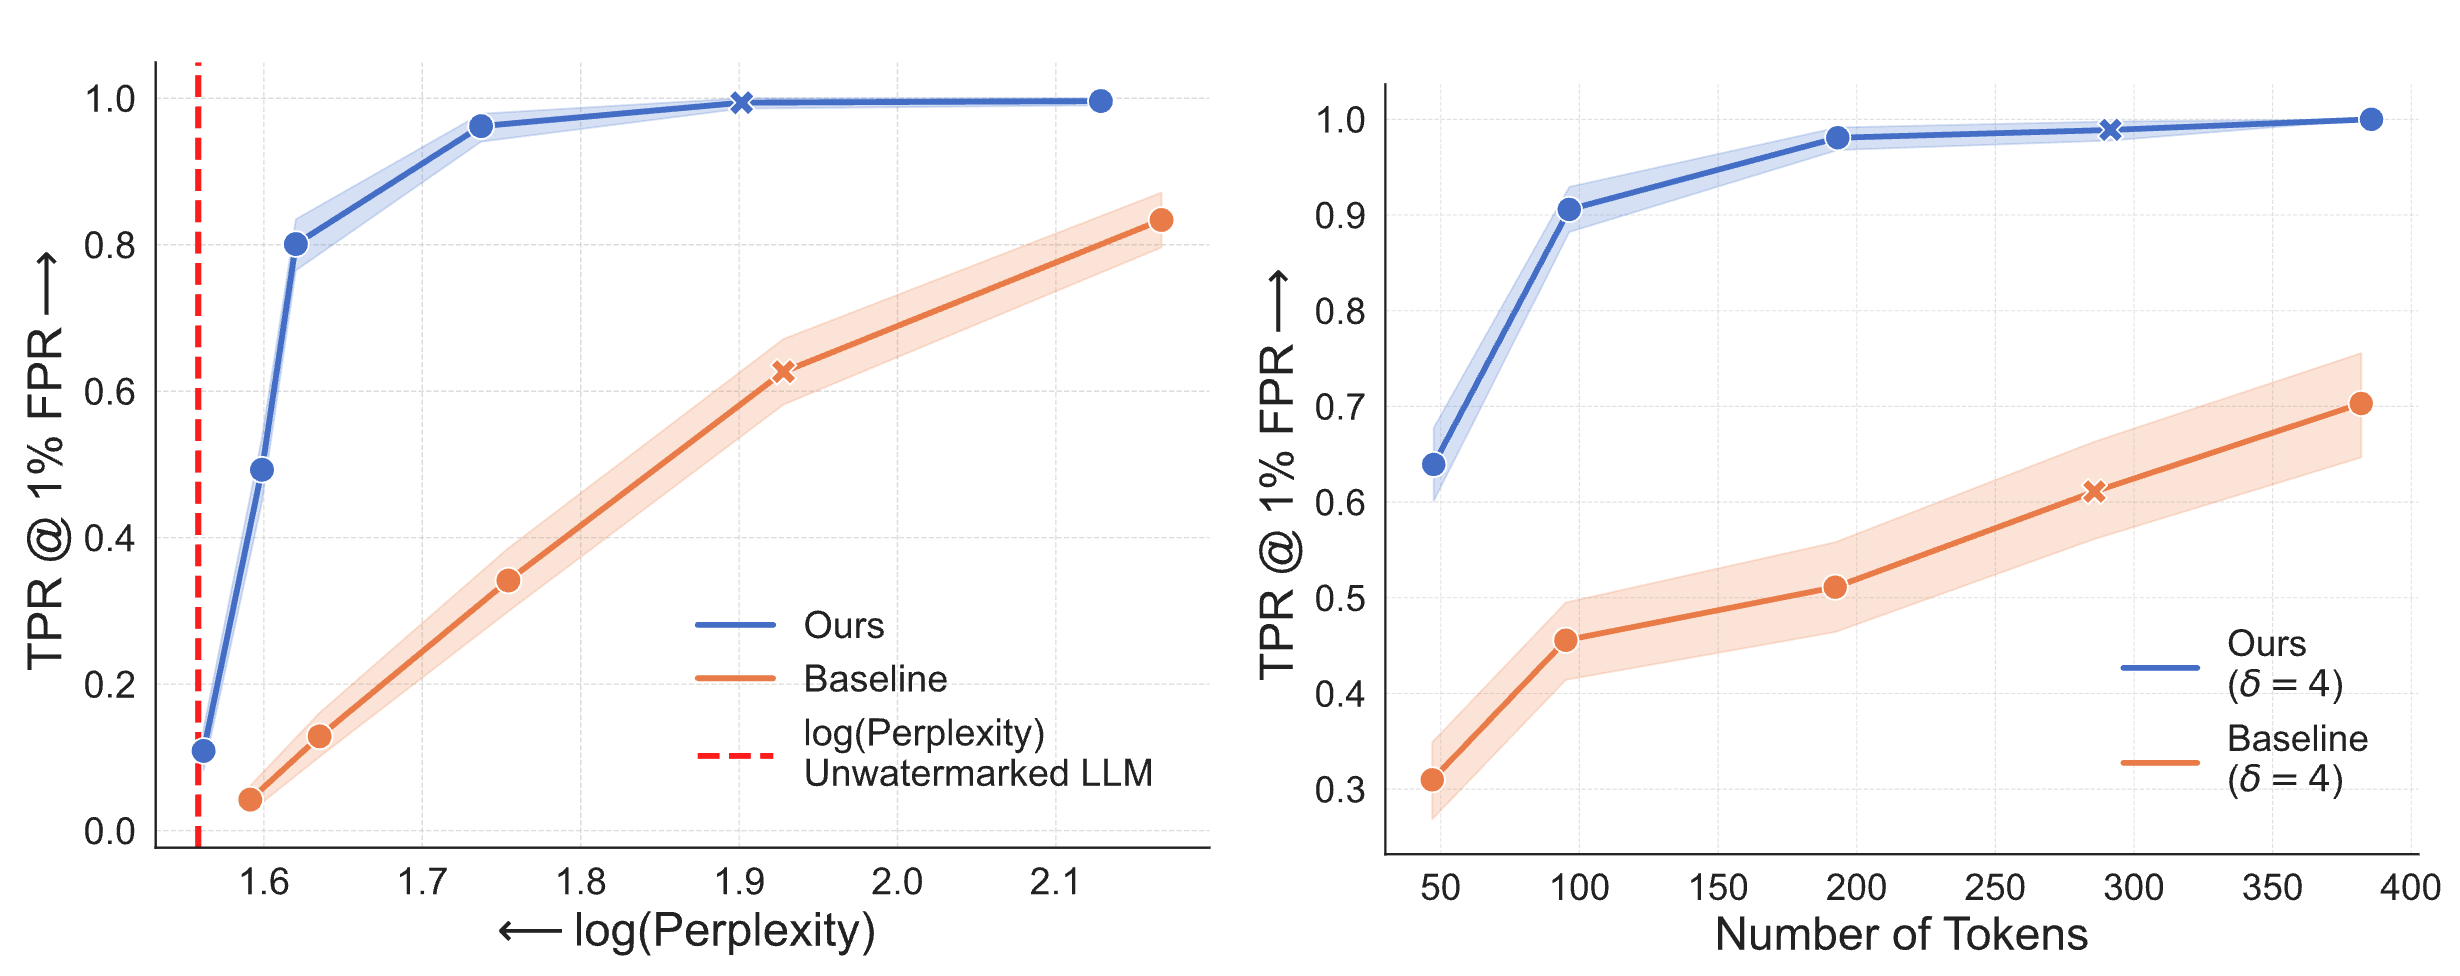 TPR @ 1% FPR ⟶
1.0
0.8
0.6
0.4
0.2
0.0
1.6 1.7 1.8 1.9 2.0 2.1
⟵ log(Perplexity)
Ours
Baseline
log(Perplexity)
Unwatermarked LLM
TPR @ 1% FPR ⟶
1.0
0.9
0.8
0.7
0.6
0.5
0.4
0.3
50 100 150 200 250 300 350 400
Number of Tokens
Ours
(δ = 4)
Baseline
(δ = 4)